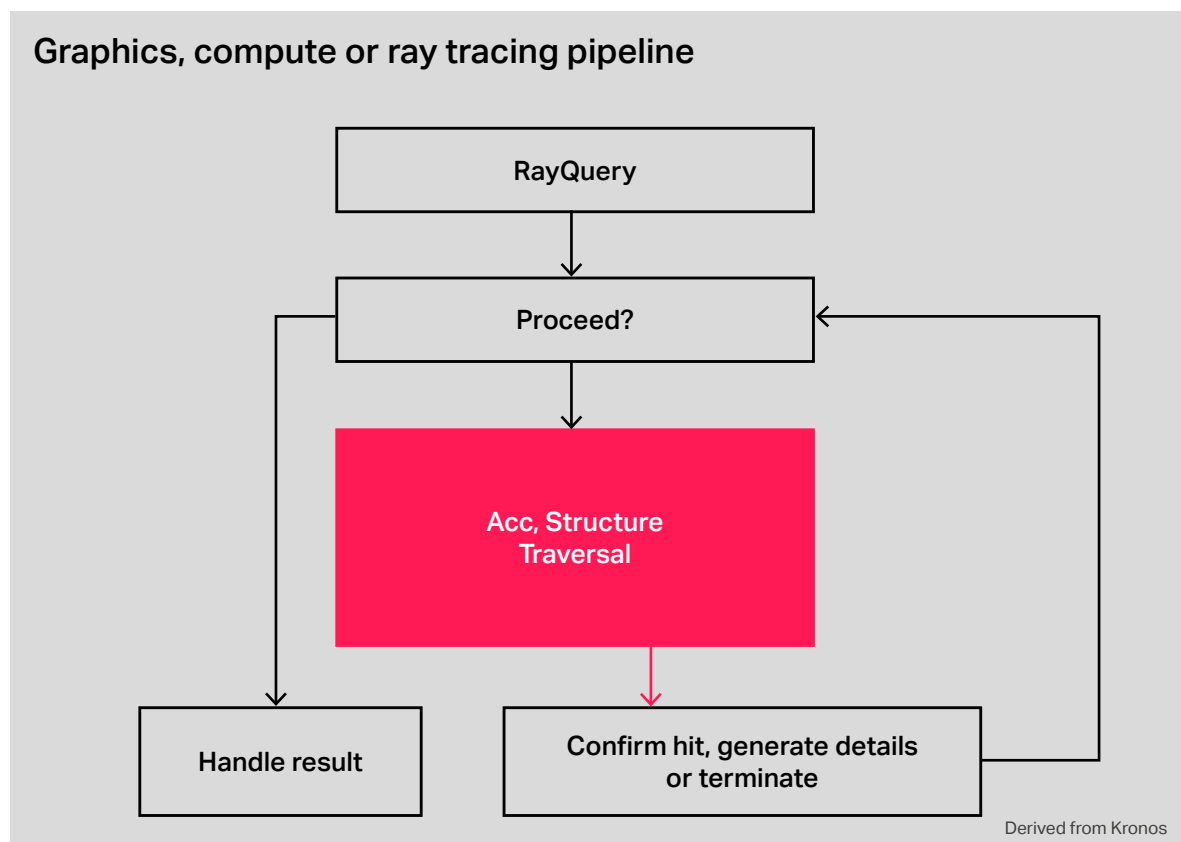 Graphics, compute or ray tracing pipeline
RayQuery
Proceed?
Acc, Structure
Traversal
Handle result
Confirm hit, generate details
or terminate
Derived from Kronos